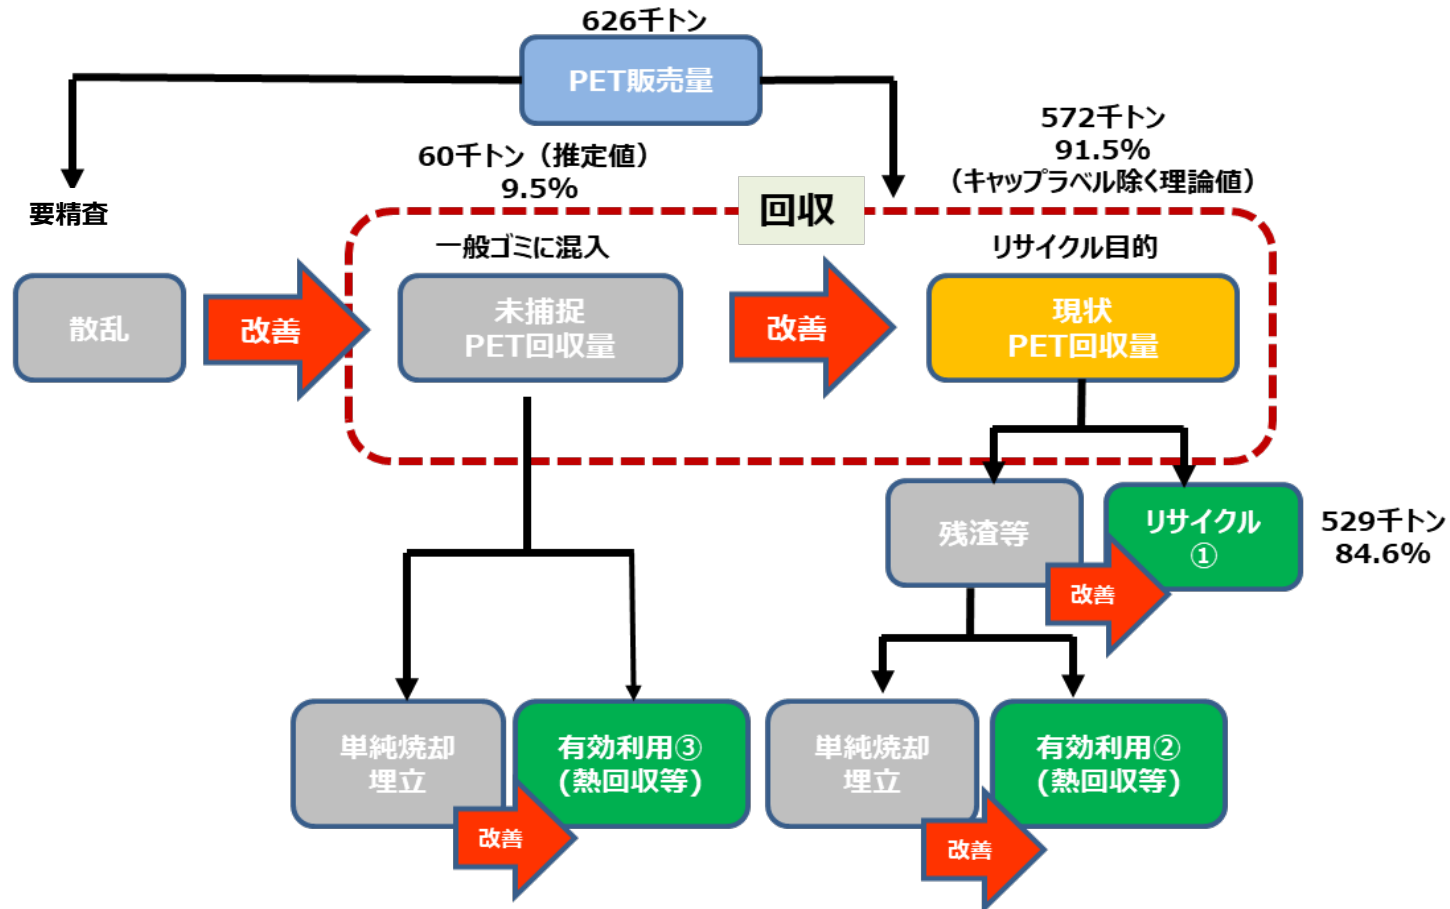 626千トン
PET販売量
572千トン
91.5%
（キャップラベル除く理論値）
60千トン（推定値）
9.5%
要精査
回収
一般ゴミに混入
リサイクル目的
散乱
改善
未捕捉
PET回収量
改善
現状
PET回収量
残渣等
改善
リサイクル
①
529千トン
84.6%
単純焼却
埋立
改善
有効利用③
(熱回収等)
単純焼却
埋立
改善
有効利用②
(熱回収等)